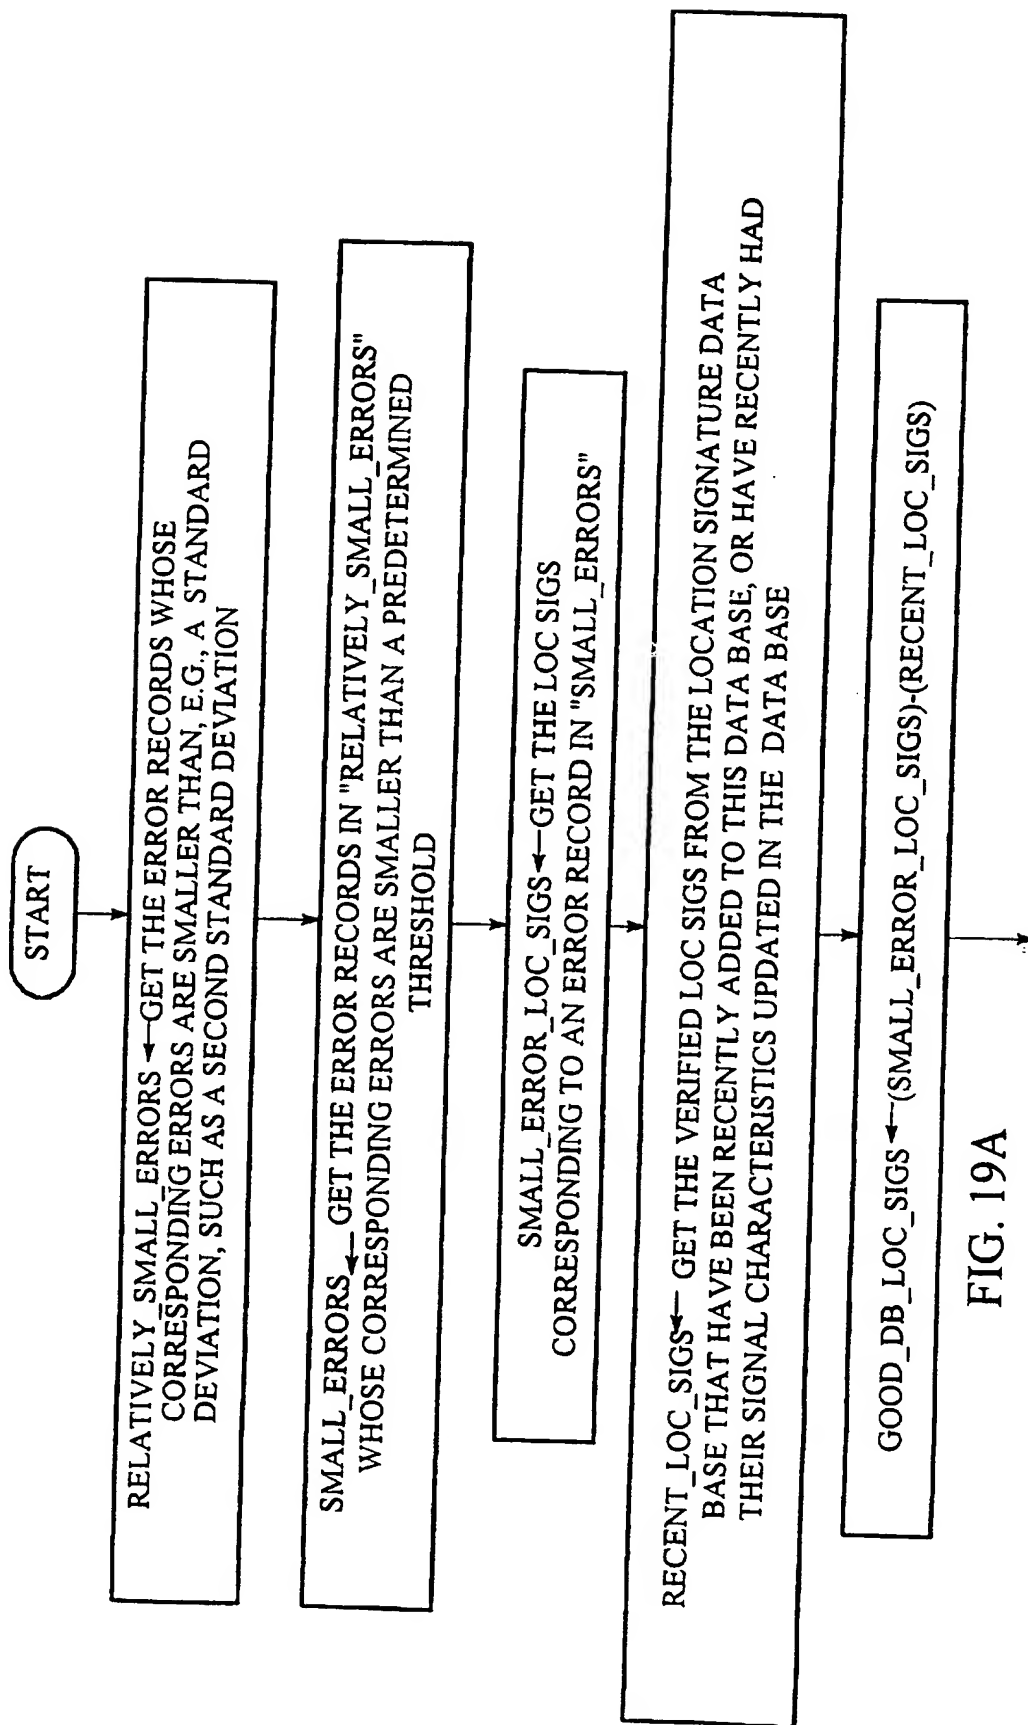 START
RELATIVELY_SMALL_ERRORS ←GET THE ERROR RECORDS WHOSE
CORRESPONDING ERRORS ARE SMALLER THAN, E.G., A STANDARD
DEVIATION, SUCH AS A SECOND STANDARD DEVIATION
SMALL_ERRORS ← GET THE ERROR RECORDS IN "RELATIVELY_SMALL_ERRORS"
WHOSE CORRESPONDING ERRORS ARE SMALLER THAN A PREDETERMINED
THRESHOLD
SMALL_ERROR_LOC_SIGS ←GET THE LOC SIGS
CORRESPONDING TO AN ERROR RECORD IN "SMALL_ERRORS"
RECENT_LOC_SIGS ← GET THE VERIFIED LOC SIGS FROM THE LOCATION SIGNATURE DATA
BASE THAT HAVE BEEN RECENTLY ADDED TO THIS DATA BASE, OR HAVE RECENTLY HAD
THEIR SIGNAL CHARACTERISTICS UPDATED IN THE DATA BASE
GOOD_DB_LOC_SIGS ←(SMALL_ERROR_LOC_SIGS)-(RECENT_LOC_SIGS)
FIG. 19A